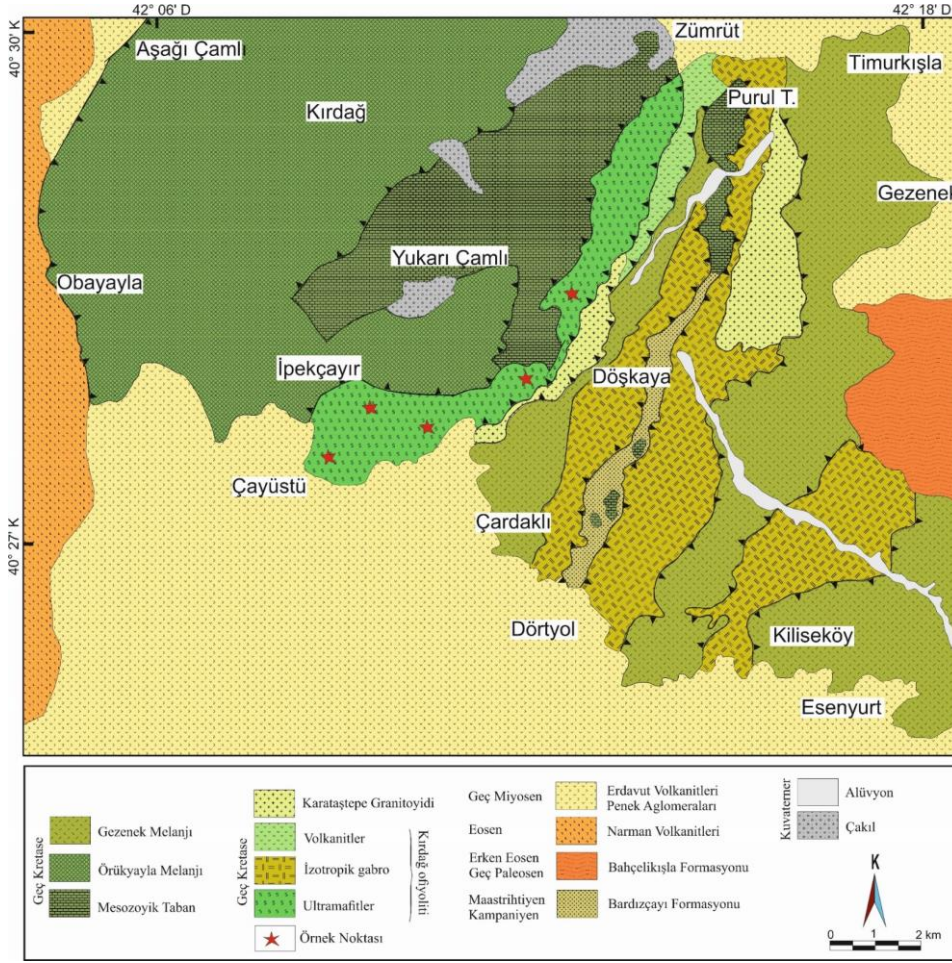 42° 06' D
42° 18' D
40° 30' K
Zümrüt
Aşağı Çamlı
Timurkışla
Purul T.
Kırdağ
Gezenek
Yukarı Çamlı
Obayayla
İpekçayır
Döşkaya
Çayüstü
Çardaklı
40° 27' K
Dörtyol
Kiliseköy
Esenyurt
Geç Kretase
Gezenek Melanjı
Örükyayla Melanjı
Mesozoyik Taban
Geç Kretase
Karataştepe Granitoyidi
Volkanitler
İzotropik gabro
Ultramafitler
Kırdağ ofiyoliti
Örnek Noktası
Geç Miyosen
Erdavut Volkanitleri
Penek Aglomeraları
Eosen
Narman Volkanitleri
Erken Eosen
Geç Paleosen
Bahçelikışla Formasyonu
Maastrihtiyen
Kampaniyen
Bardızçayı Formasyonu
Kuvaterner
Alüvyon
Çakıl
K
0 1 2 km